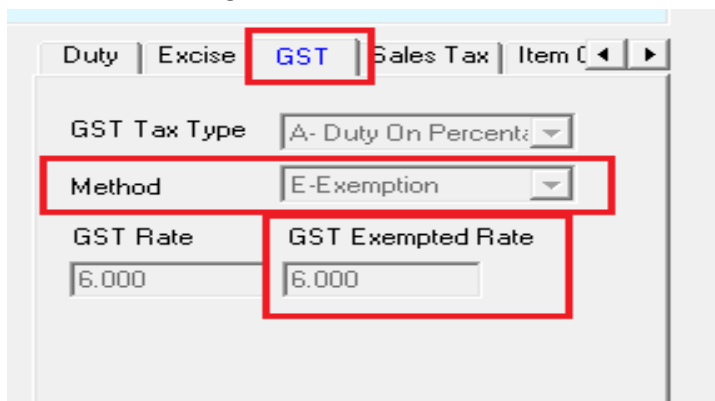 Duty Excise GST Sales Tax Item
GST Tax Type A- Duty On Percenta
Method E-Exemption
GST Rate GST Exempted Rate
6.000 6.000